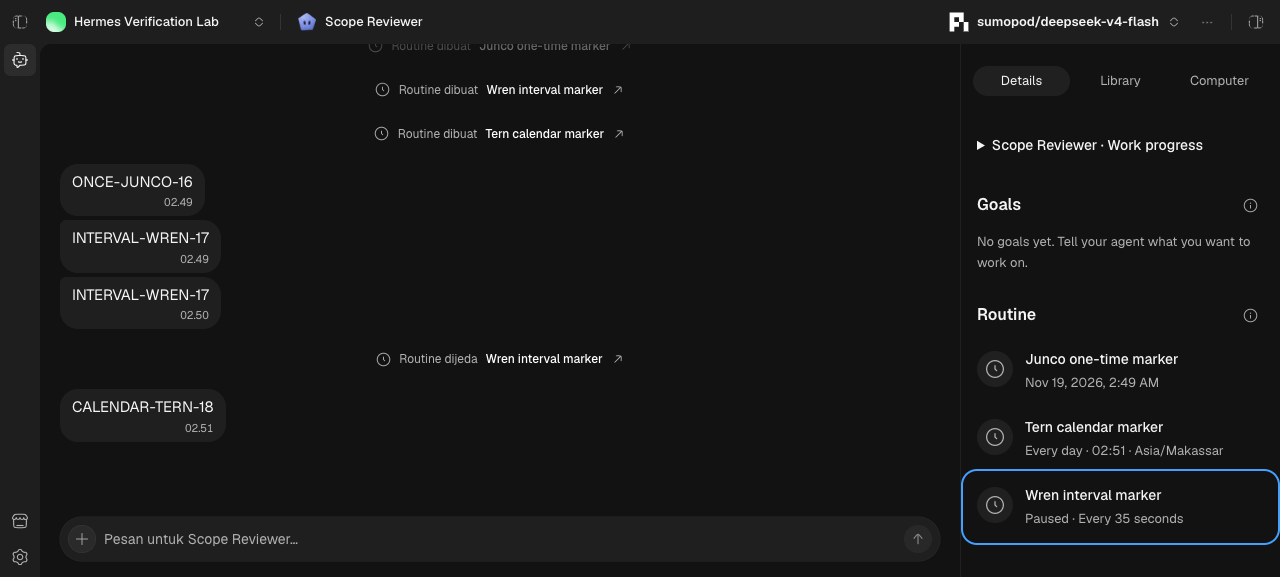 Hermes Verification Lab
Scope Reviewer
sumopod/deepseek-v4-flash
Routine dibuat Junco one-time marker
Routine dibuat Wren interval marker
Routine dibuat Tern calendar marker
ONCE-JUNCO-16
02.49
INTERVAL-WREN-17
02.49
INTERVAL-WREN-17
02.50
Routine dijeda Wren interval marker
CALENDAR-TERN-18
02.51
Pesan untuk Scope Reviewer...
Details
Library
Computer
Scope Reviewer · Work progress
Goals
No goals yet. Tell your agent what you want to
work on.
Routine
Junco one-time marker
Nov 19, 2026, 2:49 AM
Tern calendar marker
Every day · 02:51 · Asia/Makassar
Wren interval marker
Paused · Every 35 seconds